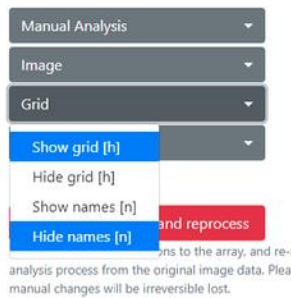 Manual Analysis
Image
Grid
Show grid [h]
Hide grid [h]
Show names [n]
Hide names [n]
and reprocess
ons to the array, and re-
analysis process from the original image data. Plea
manual changes will be irreversible lost.